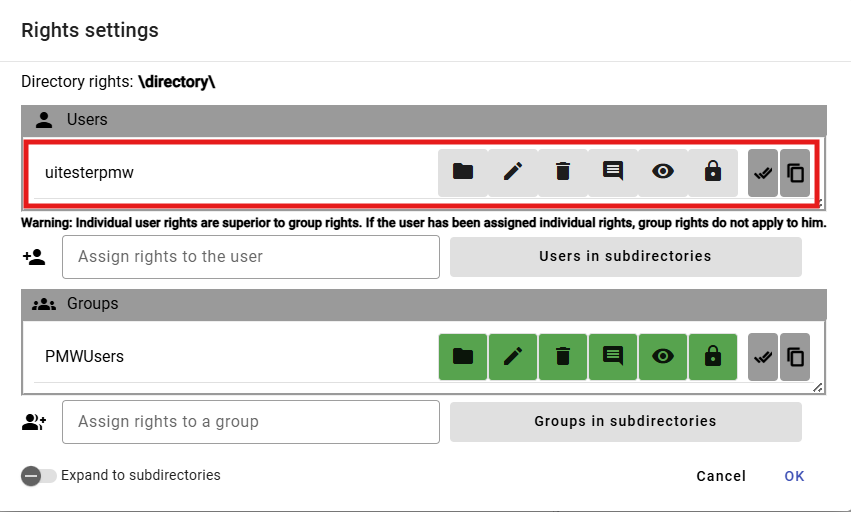 Rights settings
Directory rights: \directory\
Users
uitesterpmw
Warning: Individual user rights are superior to group rights. If the user has been assigned individual rights, group rights do not apply to him.
Assign rights to the user
Users in subdirectories
Groups
PMWUsers
Assign rights to a group
Groups in subdirectories
Expand to subdirectories
Cancel
OK